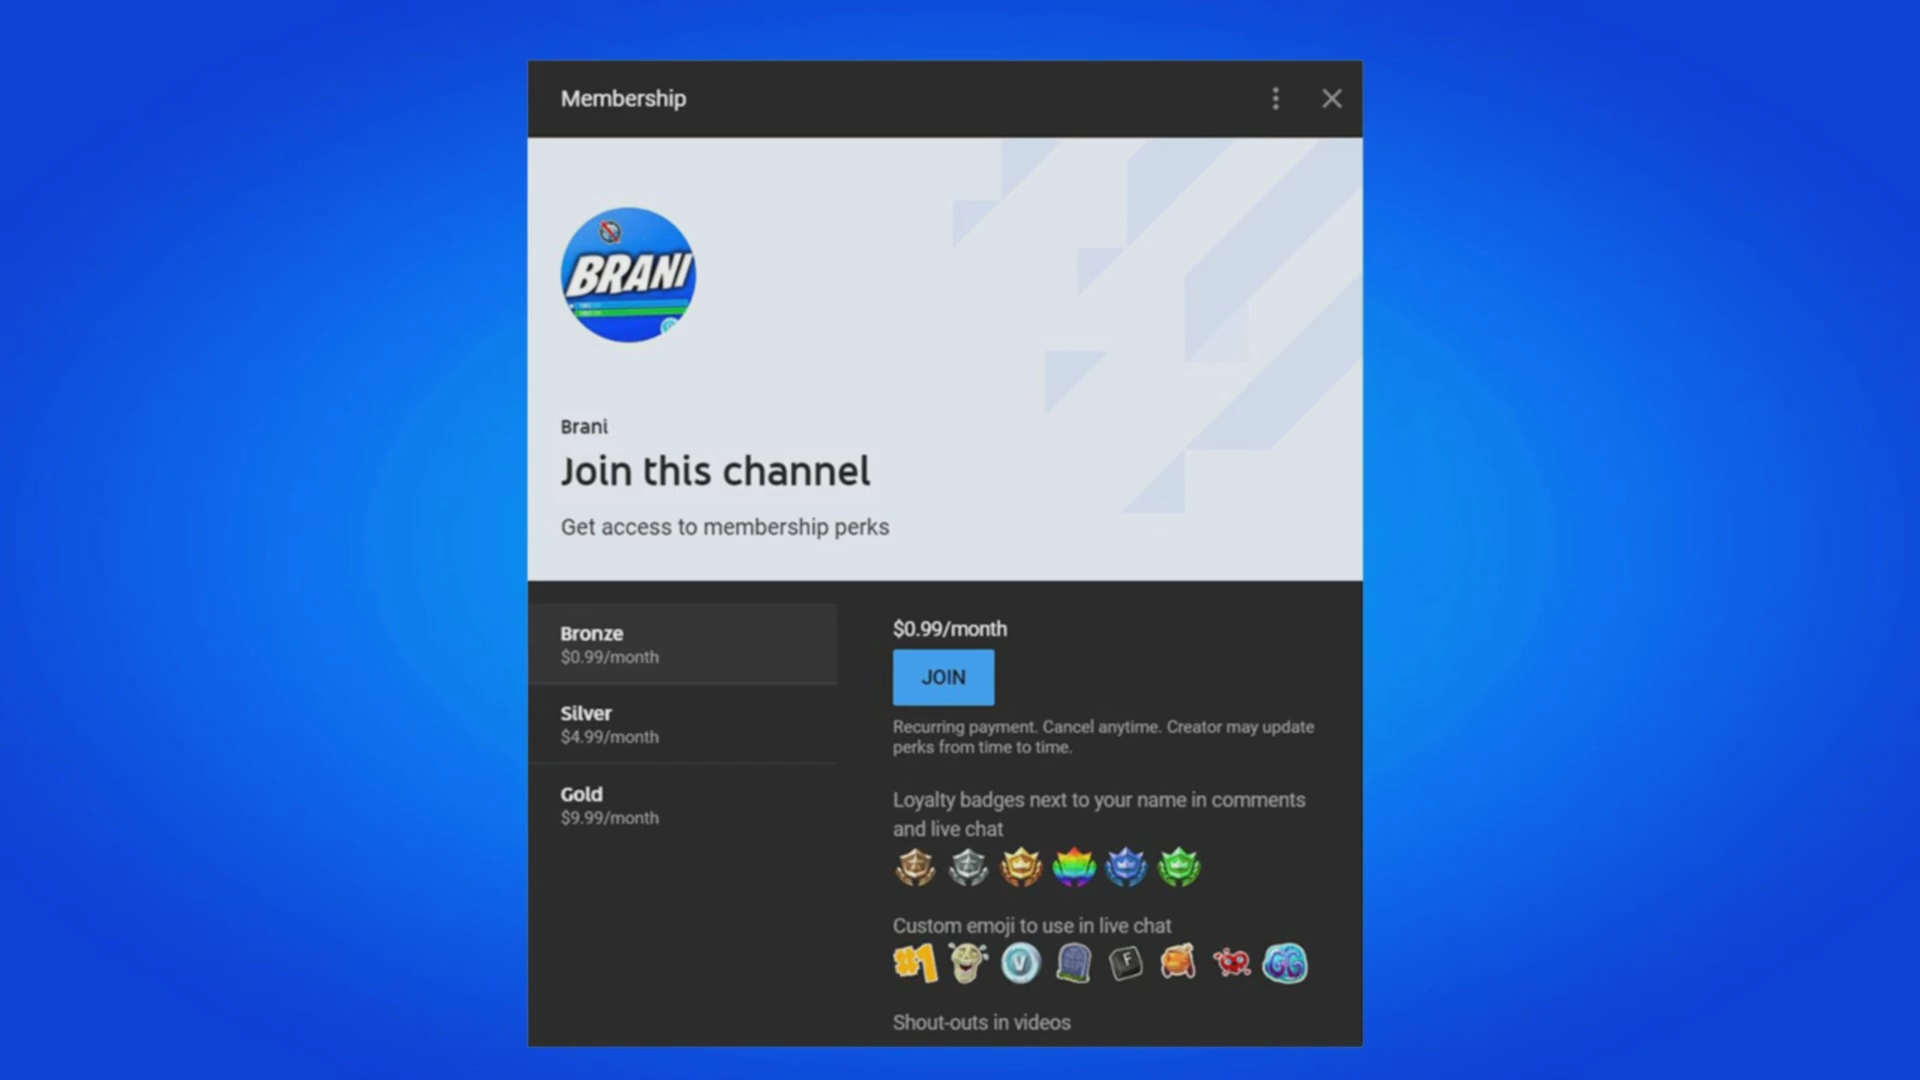 Membership
BRANI
Brani
Join this channel
Get access to membership perks
Bronze
$0.99/month
Silver
$4.99/month
Gold
$9.99/month
$0.99/month
JOIN
Recurring payment. Cancel anytime. Creator may update
perks from time to time.
Loyalty badges next to your name in comments
and live chat
Custom emoji to use in live chat
#1
V
F
GG
Shout-outs in videos